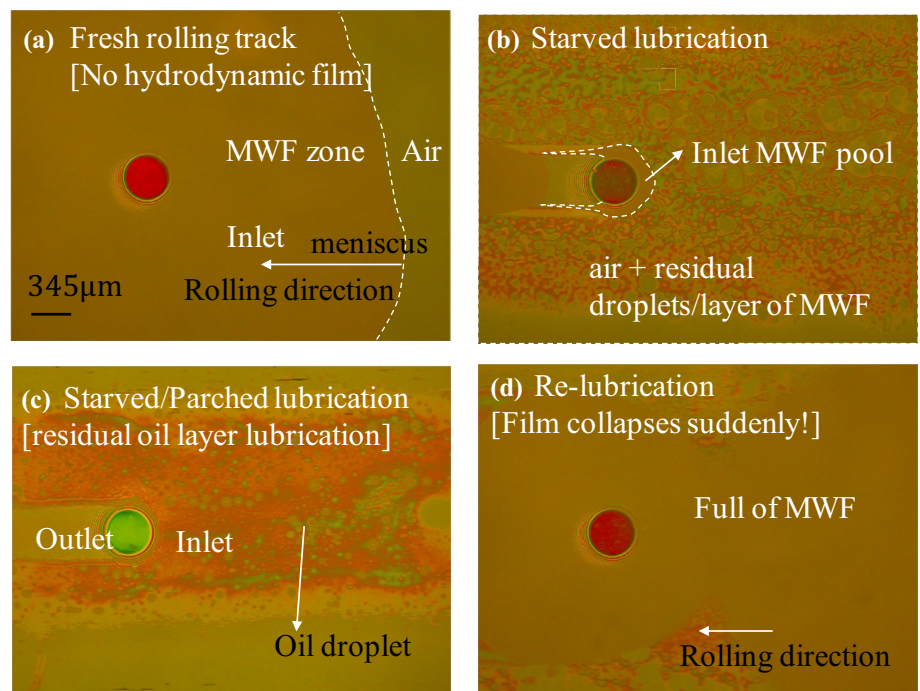 (a) Fresh rolling track
[No hydrodynamic film]
MWF zone
Air
Inlet
meniscus
Rolling direction
345μm
(b) Starved lubrication
Inlet MWF pool
air + residual
droplets/layer of MWF
(c) Starved/Parched lubrication
[residual oil layer lubrication]
Outlet
Inlet
Oil droplet
(d) Re-lubrication
[Film collapses suddenly!]
Full of MWF
Rolling direction